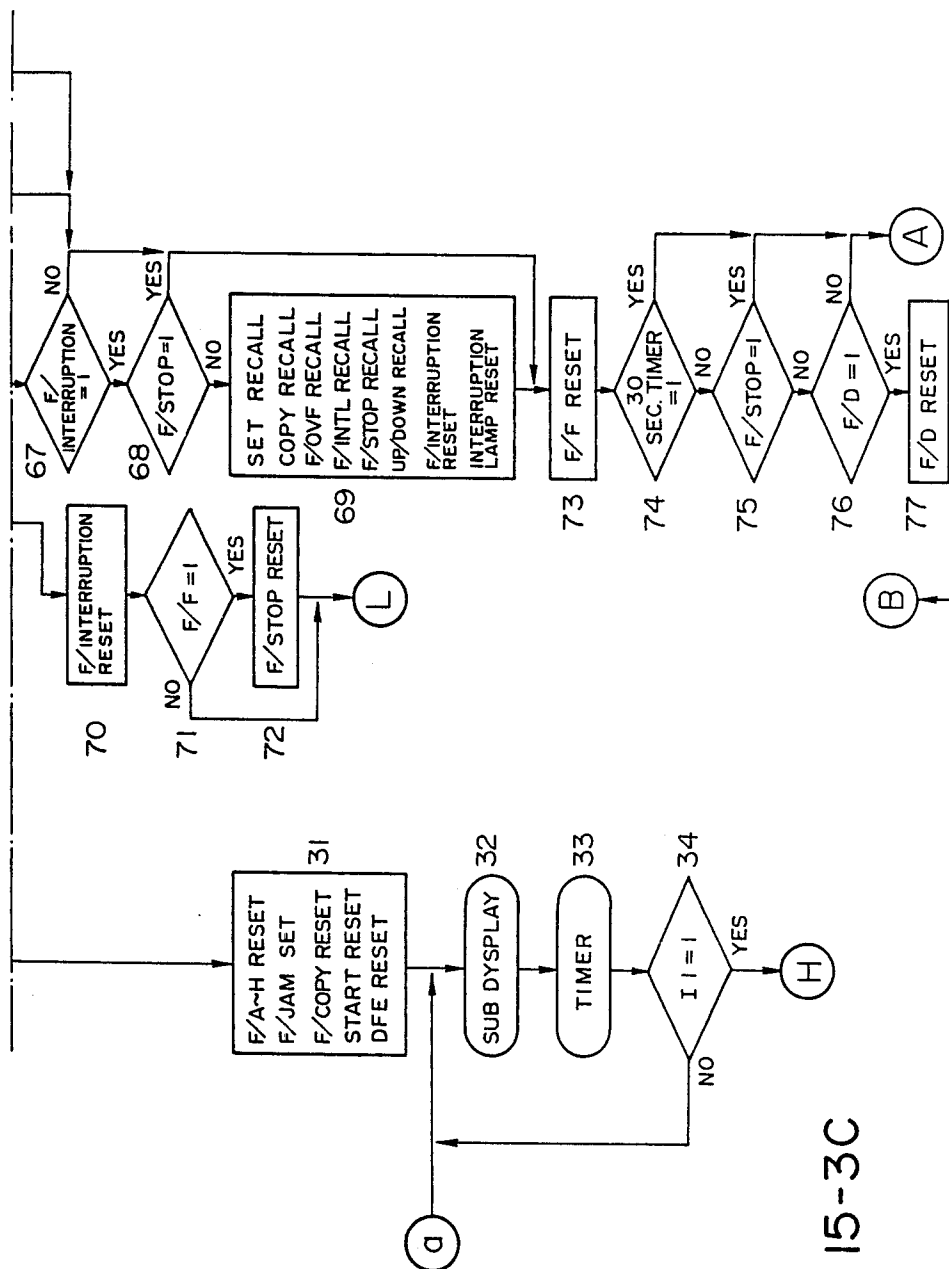 67
F/
INTERRUPTION
=1
NO
YES
68
F/STOP=1
YES
NO
69
SET RECALL
COPY RECALL
F/OVF RECALL
F/INTL RECALL
F/STOP RECALL
UP/DOWN RECALL
F/INTERRUPTION
RESET
INTERRUPTION
LAMP RESET
73
F/F RESET
74
30
SEC. TIMER
=1
YES
NO
75
F/STOP=1
YES
NO
76
F/D=1
NO
YES
A
77
F/D RESET
70
F/INTERRUPTION
RESET
71
F/F=1
NO
YES
72
F/STOP RESET
L
B
31
F/A~H RESET
F/JAM SET
F/COPY RESET
START RESET
DFE RESET
32
SUB DYSPLAY
33
TIMER
34
I1=1
NO
YES
H
a
15-3C